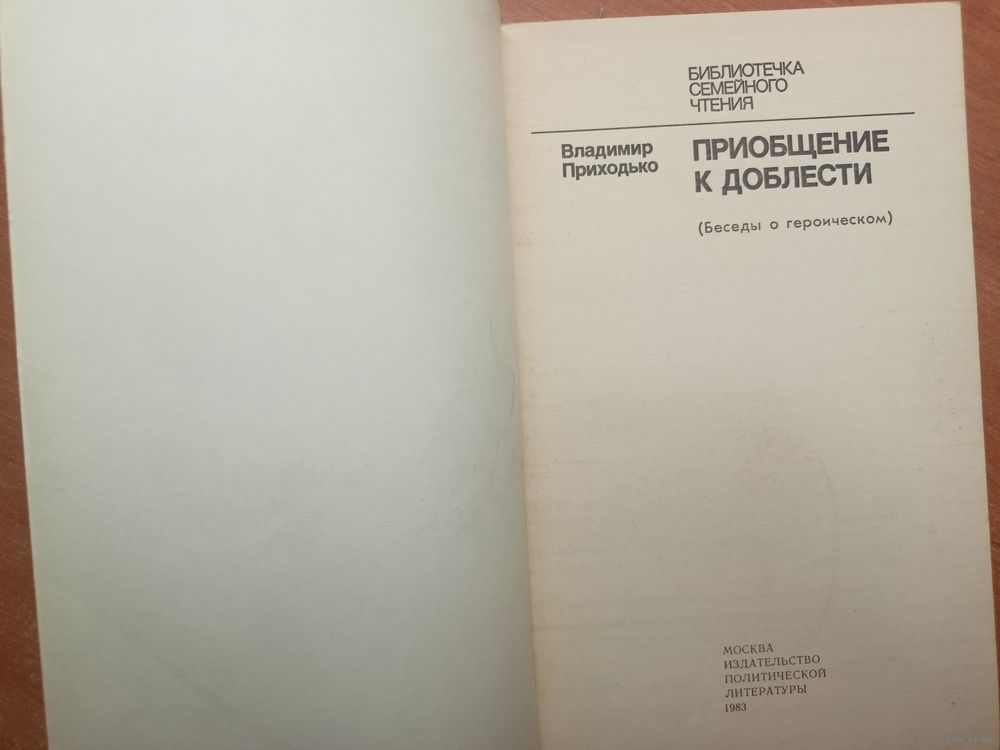 БИБЛИОТЕЧКА
СЕМЕЙНОГО
ЧТЕНИЯ
Владимир
Приходько
ПРИОБЩЕНИЕ
К ДОБЛЕСТИ
(Беседы о героическом)
МОСКВА
ИЗДАТЕЛЬСТВО
ПОЛИТИЧЕСКОЙ
ЛИТЕРАТУРЫ
1983